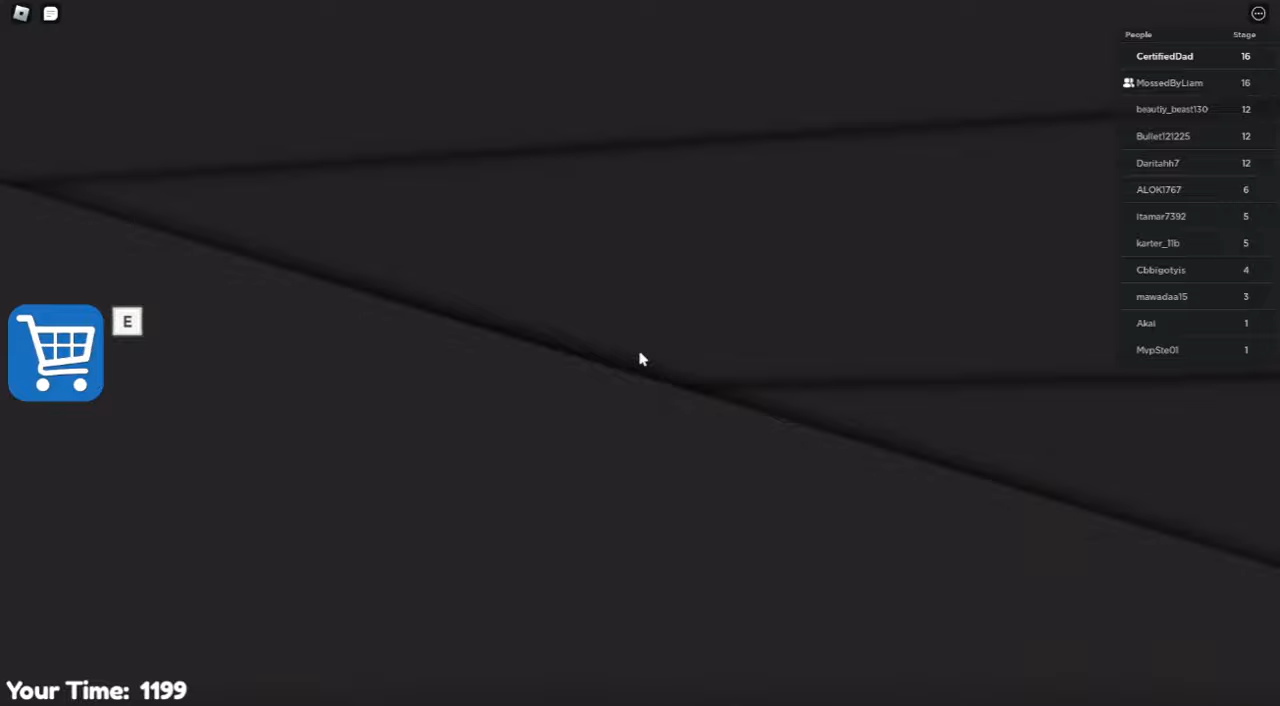 People Stage
CertifiedDad 16
MossedByLiam 16
beautiy_beast130 12
Bullet121225 12
Daritahh7 12
ALOK1767 6
Itamar7392 5
karter_11b 5
Cbbigotyis 4
mawadaa15 3
Akai 1
MvpSte01 1
E
Your Time: 1199